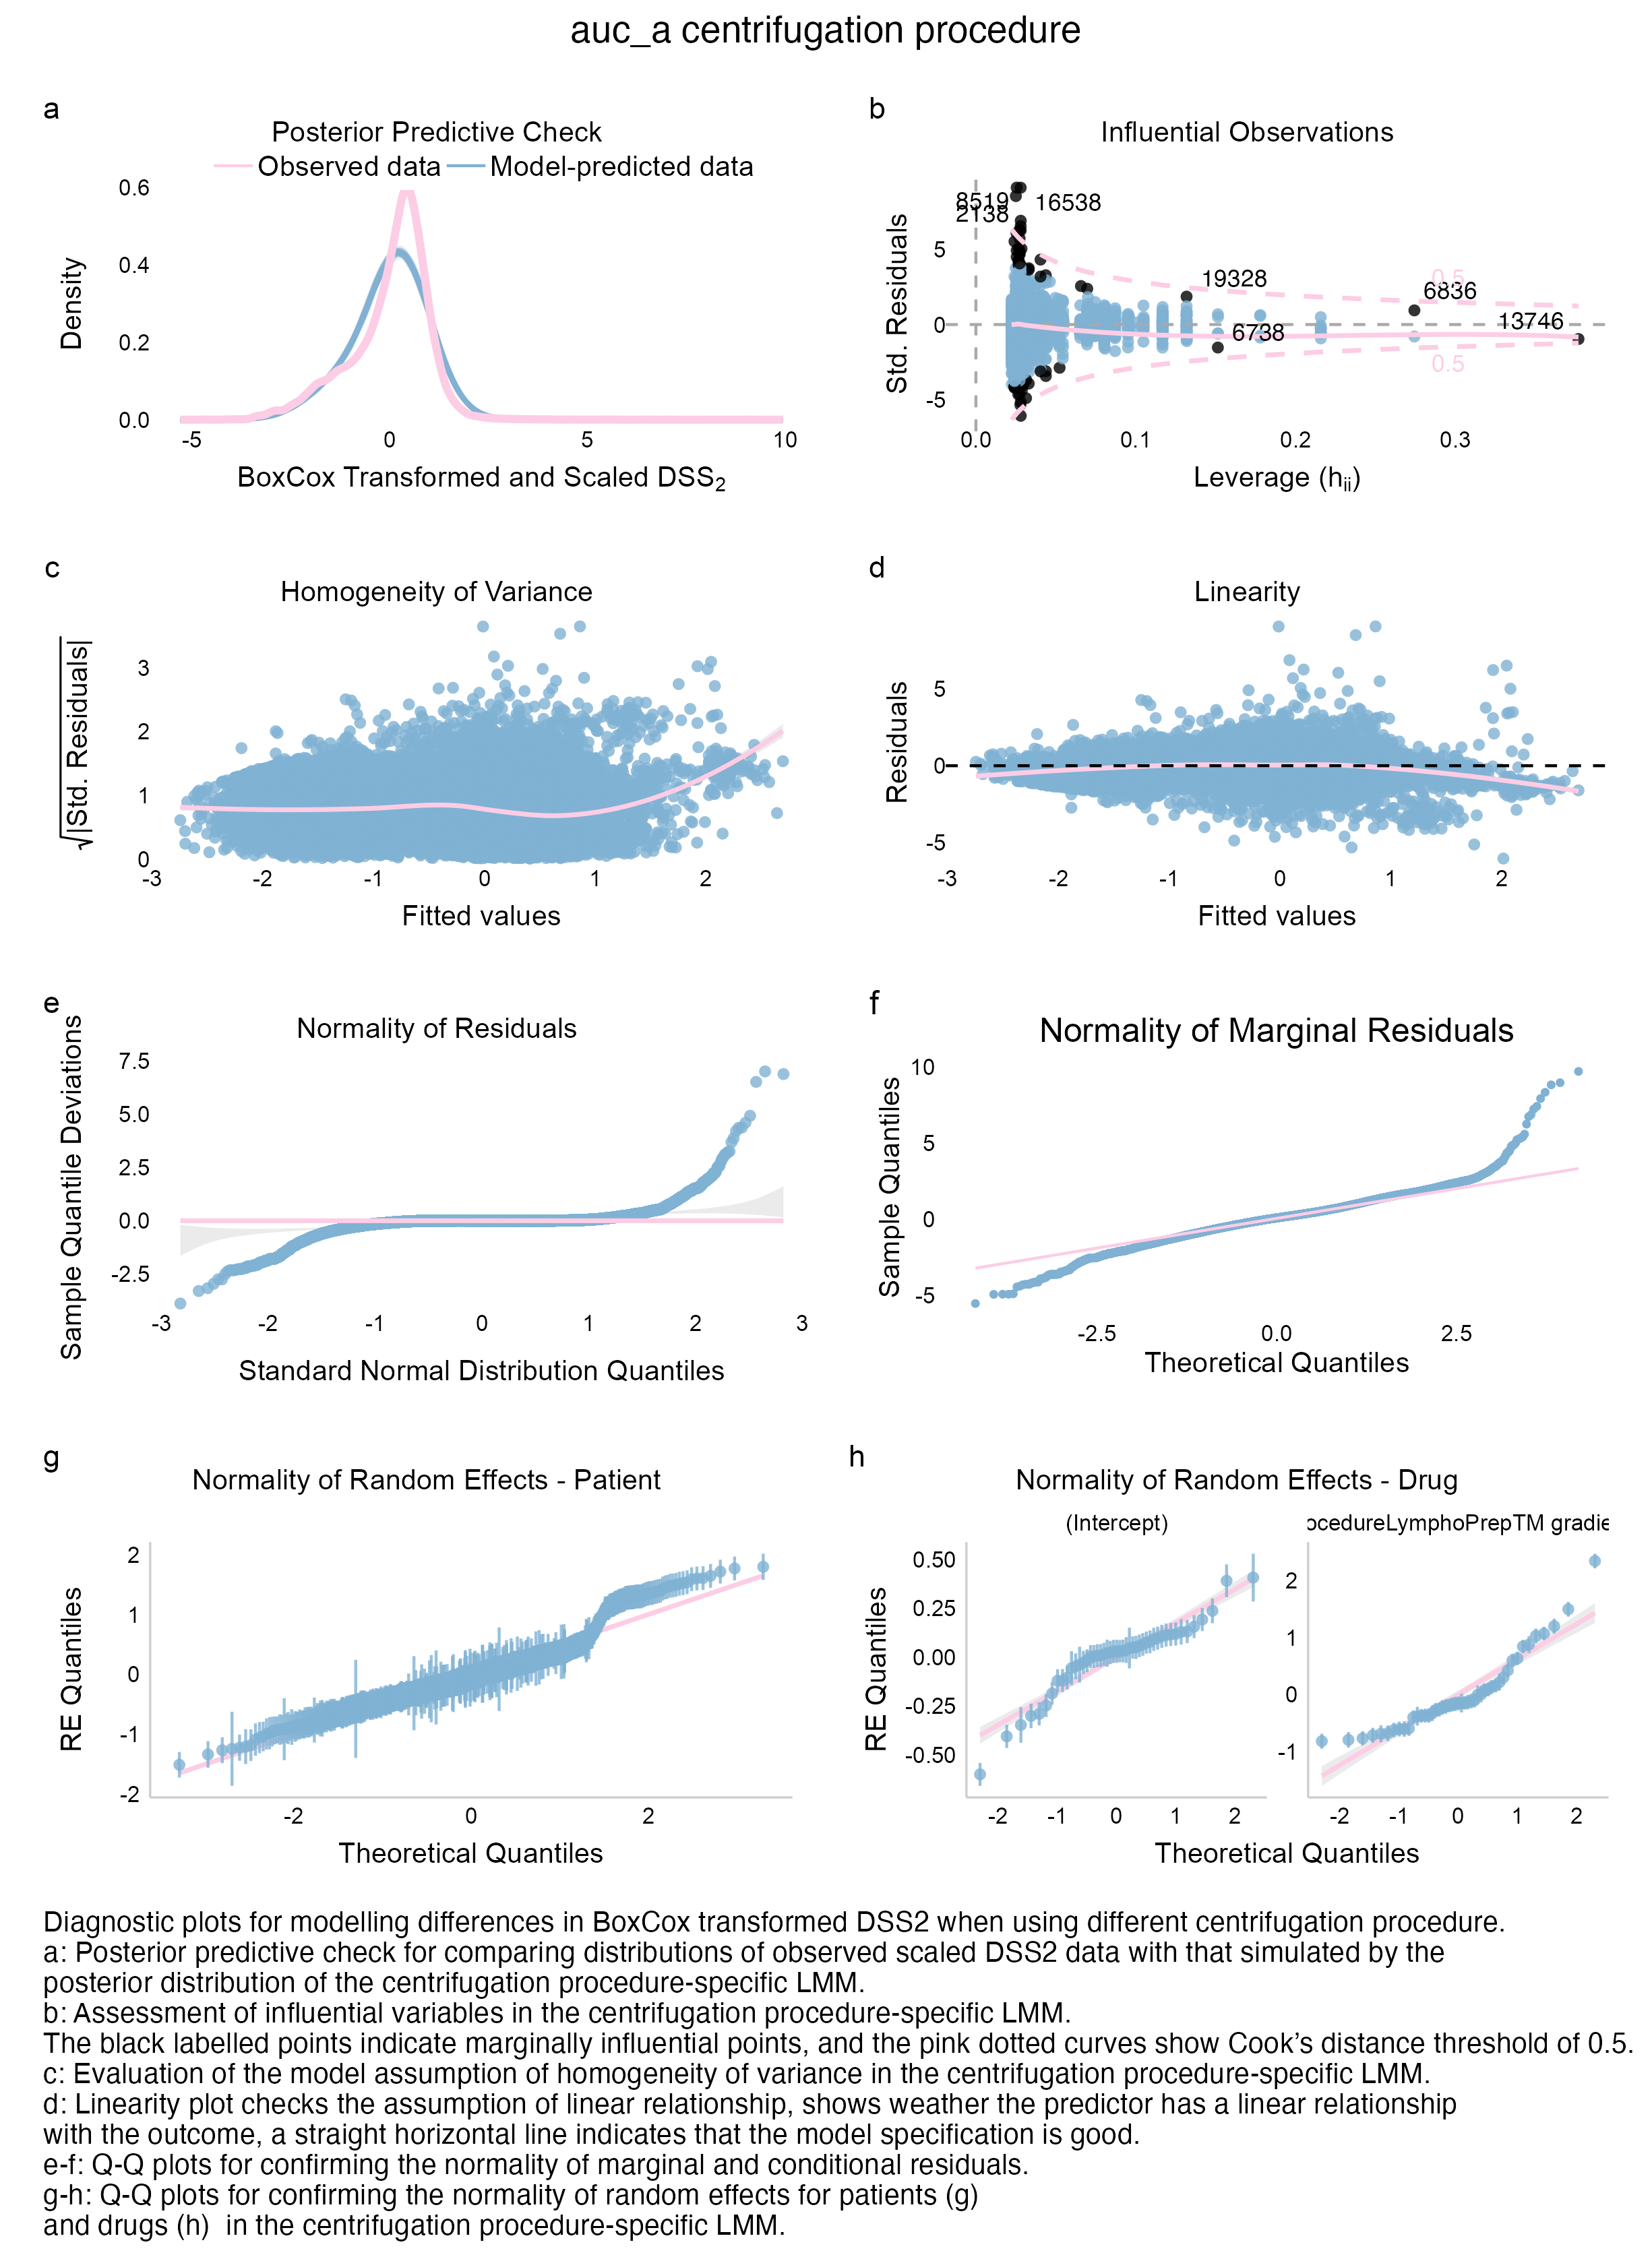 auc_a centrifugation procedure
a
Posterior Predictive Check
Observed data
Model-predicted data
0.6
0.4
0.2
0.0
Density
-5
0
5
10
BoxCox Transformed and Scaled DSS₂
b
Influential Observations
8519
2138
16538
19328
6738
6836
13746
0.5
0.5
5
0
-5
Std. Residuals
0.0
0.1
0.2
0.3
Leverage (hᵢᵢ)
c
Homogeneity of Variance
√|Std. Residuals|
3
2
1
0
-3
-2
-1
0
1
2
Fitted values
d
Linearity
Residuals
5
0
-5
-3
-2
-1
0
1
2
Fitted values
e
Normality of Residuals
Sample Quantile Deviations
7.5
5.0
2.5
0.0
-2.5
-3
-2
-1
0
1
2
3
Standard Normal Distribution Quantiles
f
Normality of Marginal Residuals
Sample Quantiles
10
5
0
-5
-2.5
0.0
2.5
Theoretical Quantiles
g
Normality of Random Effects - Patient
RE Quantiles
2
1
0
-1
-2
-2
0
2
Theoretical Quantiles
h
Normality of Random Effects - Drug
(Intercept)
ocedureLymphoPrepTM gradie
RE Quantiles
0.50
0.25
0.00
-0.25
-0.50
-2
-1
0
1
2
2
1
0
-1
-2
-1
0
1
2
Theoretical Quantiles
Diagnostic plots for modelling differences in BoxCox transformed DSS2 when using different centrifugation procedure.
a: Posterior predictive check for comparing distributions of observed scaled DSS2 data with that simulated by the
posterior distribution of the centrifugation procedure-specific LMM.
b: Assessment of influential variables in the centrifugation procedure-specific LMM.
The black labelled points indicate marginally influential points, and the pink dotted curves show Cook’s distance threshold of 0.5.
c: Evaluation of the model assumption of homogeneity of variance in the centrifugation procedure-specific LMM.
d: Linearity plot checks the assumption of linear relationship, shows weather the predictor has a linear relationship
with the outcome, a straight horizontal line indicates that the model specification is good.
e-f: Q-Q plots for confirming the normality of marginal and conditional residuals.
g-h: Q-Q plots for confirming the normality of random effects for patients (g)
and drugs (h)  in the centrifugation procedure-specific LMM.